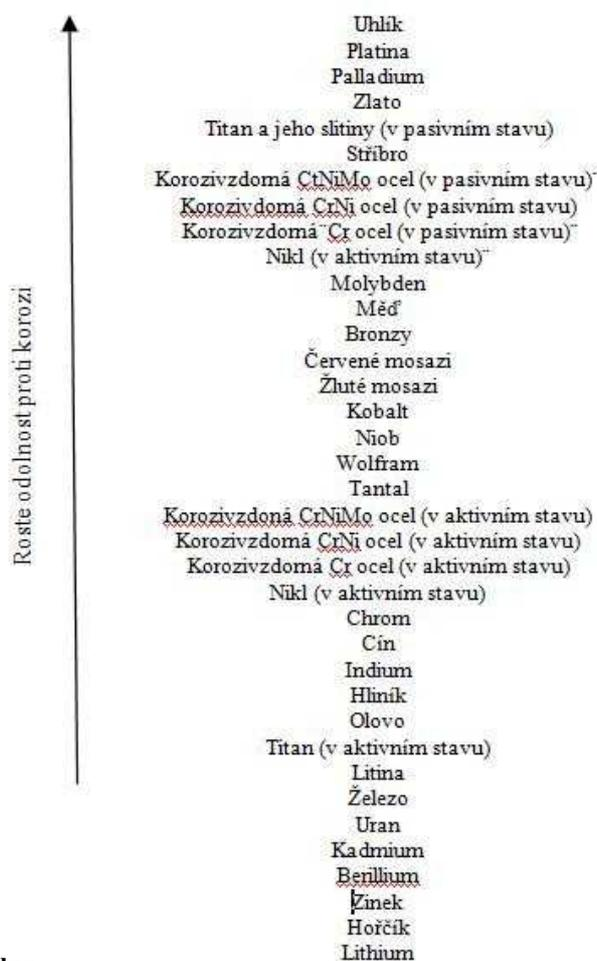 Uhlík
Platina
Palladium
Zlato
Titan a jeho slitiny (v pasivním stavu)
Stříbro
Korozivzdorná CtNiMo ocel (v pasivním stavu)¨
Korozivdorná CrNi ocel (v pasivním stavu)
Korozivzdorná¨Cr ocel (v pasivním stavu)¨
Nikl (v aktivním stavu)¨
Molybden
Měď
Bronzy
Červené mosazi
Žluté mosazi
Kobalt
Niob
Wolfram
Tantal
Korozivzdoná CrNiMo ocel (v aktivním stavu)
Korozivzdorná CrNi ocel (v aktivním stavu)
Korozivzdorná Cr ocel (v aktivním stavu)
Nikl (v aktivním stavu)
Chrom
Cín
Indium
Hliník
Olovo
Titan (v aktivním stavu)
Litina
Železo
Uran
Kadmium
Berillium
Zinek
Hořčík
Lithium
Roste odolnost proti korozi